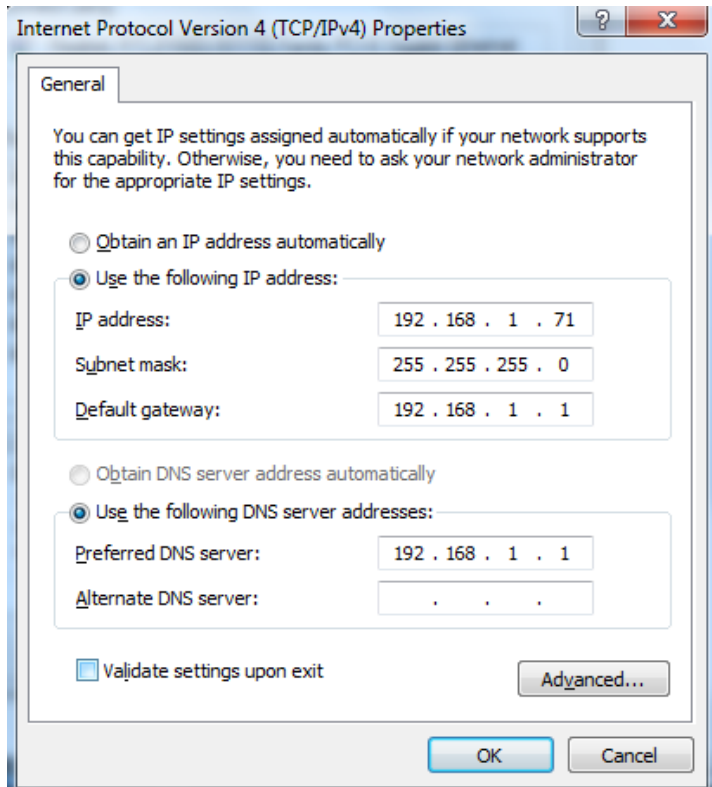 Internet Protocol Version 4 (TCP/IPv4) Properties
?
General
You can get IP settings assigned automatically if your network supports
this capability. Otherwise, you need to ask your network administrator
for the appropriate IP settings.
Obtain an IP address automatically
Use the following IP address:
IP address: 192 . 168 . 1 . 71
Subnet mask: 255 . 255 . 255 . 0
Default gateway: 192 . 168 . 1 . 1
Obtain DNS server address automatically
Use the following DNS server addresses:
Preferred DNS server: 192 . 168 . 1 . 1
Alternate DNS server: . . .
Validate settings upon exit
Advanced...
OK Cancel